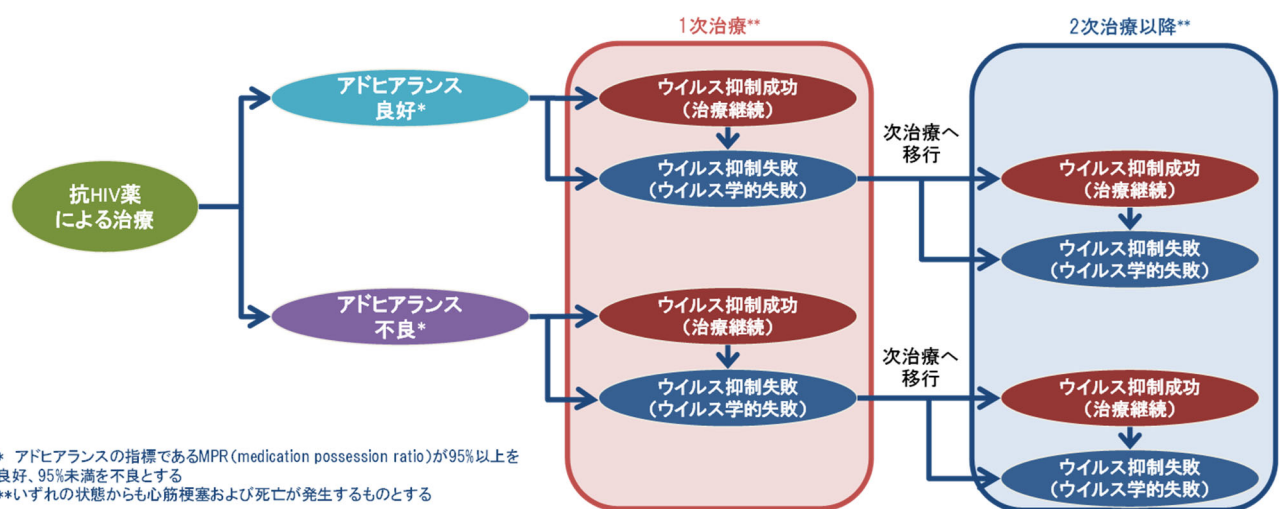 1次治療**
2次治療以降**
抗HIV薬
による治療
アドヒアランス
良好*
ウイルス抑制成功
(治療継続)
ウイルス抑制失敗
(ウイルス学的失敗)
次治療へ
移行
ウイルス抑制成功
(治療継続)
ウイルス抑制失敗
(ウイルス学的失敗)
アドヒアランス
不良*
ウイルス抑制成功
(治療継続)
ウイルス抑制失敗
(ウイルス学的失敗)
次治療へ
移行
ウイルス抑制成功
(治療継続)
ウイルス抑制失敗
(ウイルス学的失敗)
* アドヒアランスの指標であるMPR(medication possession ratio)が95%以上を
良好、95%未満を不良とする
**いずれの状態からも心筋梗塞および死亡が発生するものとする